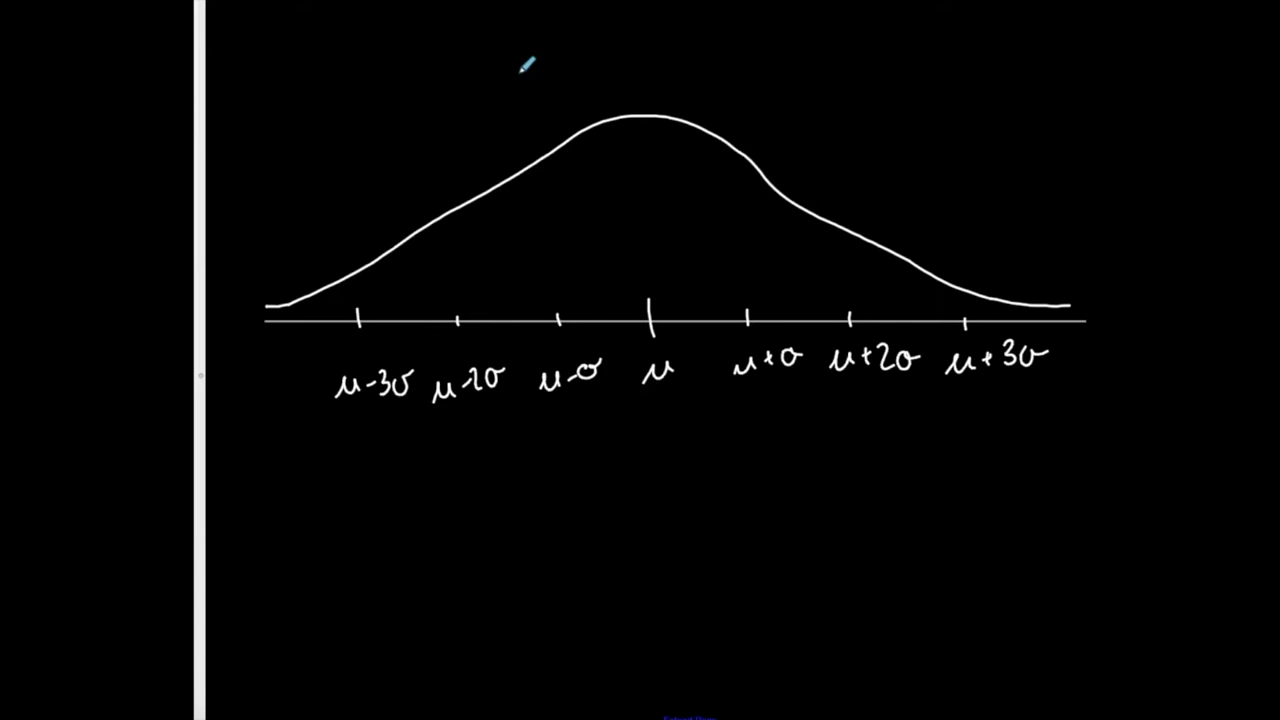 μ-3σ μ-2σ μ-σ μ μ+σ μ+2σ μ+3σ